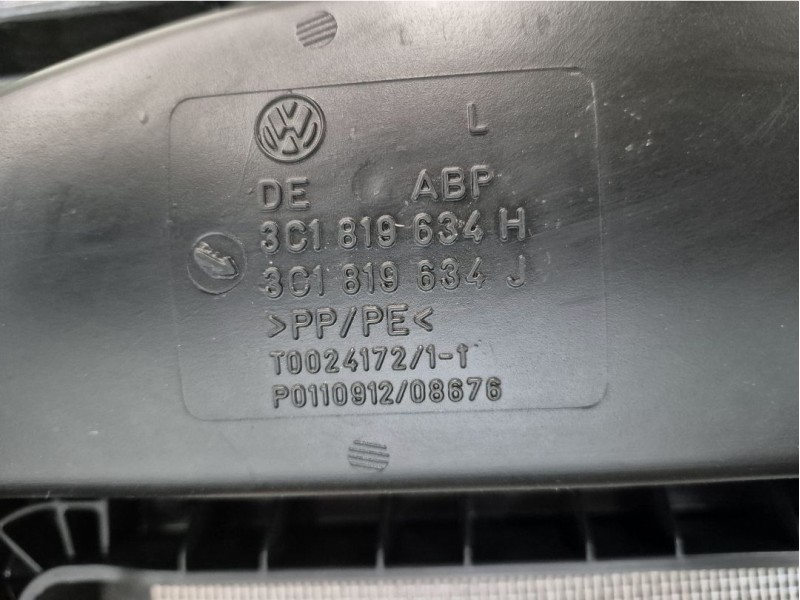 L
DE ABP
3C1 819 634 H
3C1 819 634 J
>PP/PE<
T0024172/1-1
P0110912/08676